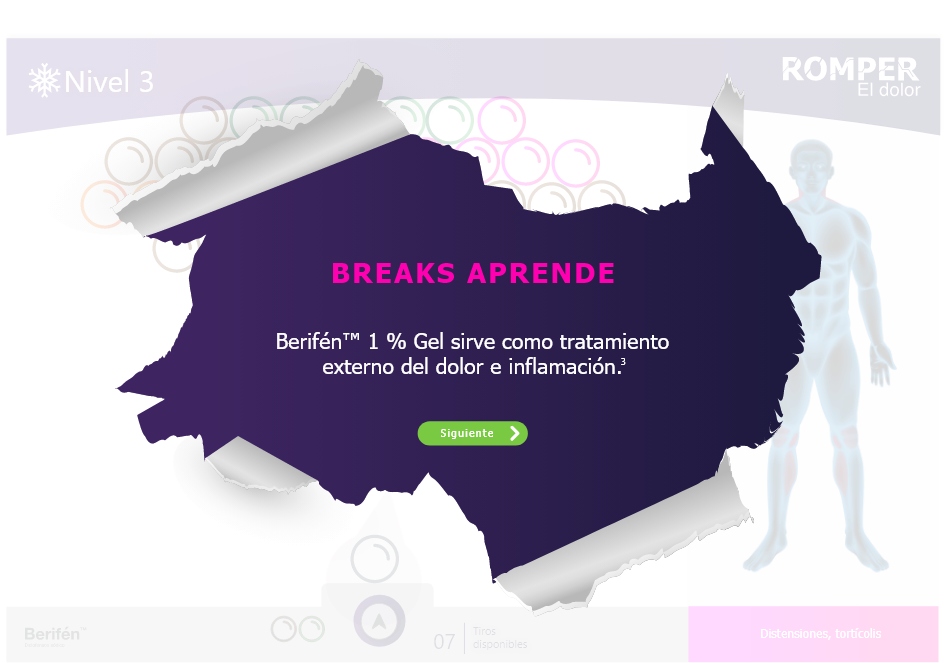 Nivel 3
ROMPER
El dolor
BREAKS APRENDE
Berifén™ 1 % Gel sirve como tratamiento
externo del dolor e inflamación.³
Siguiente
Berifén™
07
Tiros
disponibles
Distensiones, tortícolis